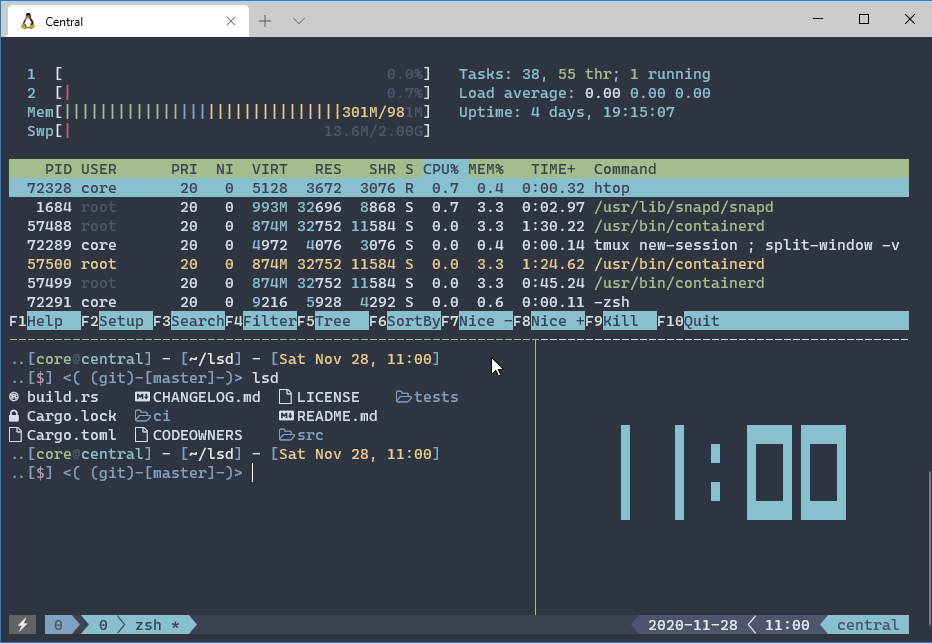 Central
1 [ 0.0%] Tasks: 38, 55 thr; 1 running
2 [| 0.7%] Load average: 0.00 0.00 0.00
Mem[||||||||||||||||||||||||||||||||301M/981M] Uptime: 4 days, 19:15:07
Swp[| 13.6M/2.00G]
PID USER PRI NI VIRT RES SHR S CPU% MEM% TIME+ Command
72328 core 20 0 5128 3672 3076 R 0.7 0.4 0:00.32 htop
1684 root 20 0 993M 32696 8868 S 0.7 3.3 0:02.97 /usr/lib/snapd/snapd
57488 root 20 0 874M 32752 11584 S 0.0 3.3 1:30.22 /usr/bin/containerd
72289 core 20 0 4972 4076 3076 S 0.0 0.4 0:00.14 tmux new-session ; split-window -v
57500 root 20 0 874M 32752 11584 S 0.0 3.3 1:24.62 /usr/bin/containerd
57499 root 20 0 874M 32752 11584 S 0.0 3.3 0:45.24 /usr/bin/containerd
72291 core 20 0 9216 5928 4292 S 0.0 0.6 0:00.11 -zsh
F1Help F2Setup F3SearchF4FilterF5Tree F6SortByF7Nice -F8Nice +F9Kill F10Quit
..[core@central] - [~/lsd] - [Sat Nov 28, 11:00]
..[$] <( (git)-[master]-)> lsd
build.rs CHANGELOG.md LICENSE tests
Cargo.lock ci README.md
Cargo.toml CODEOWNERS src
..[core@central] - [~/lsd] - [Sat Nov 28, 11:00]
..[$] <( (git)-[master]-)>
11:00
0 0 zsh * 2020-11-28 11:00 central